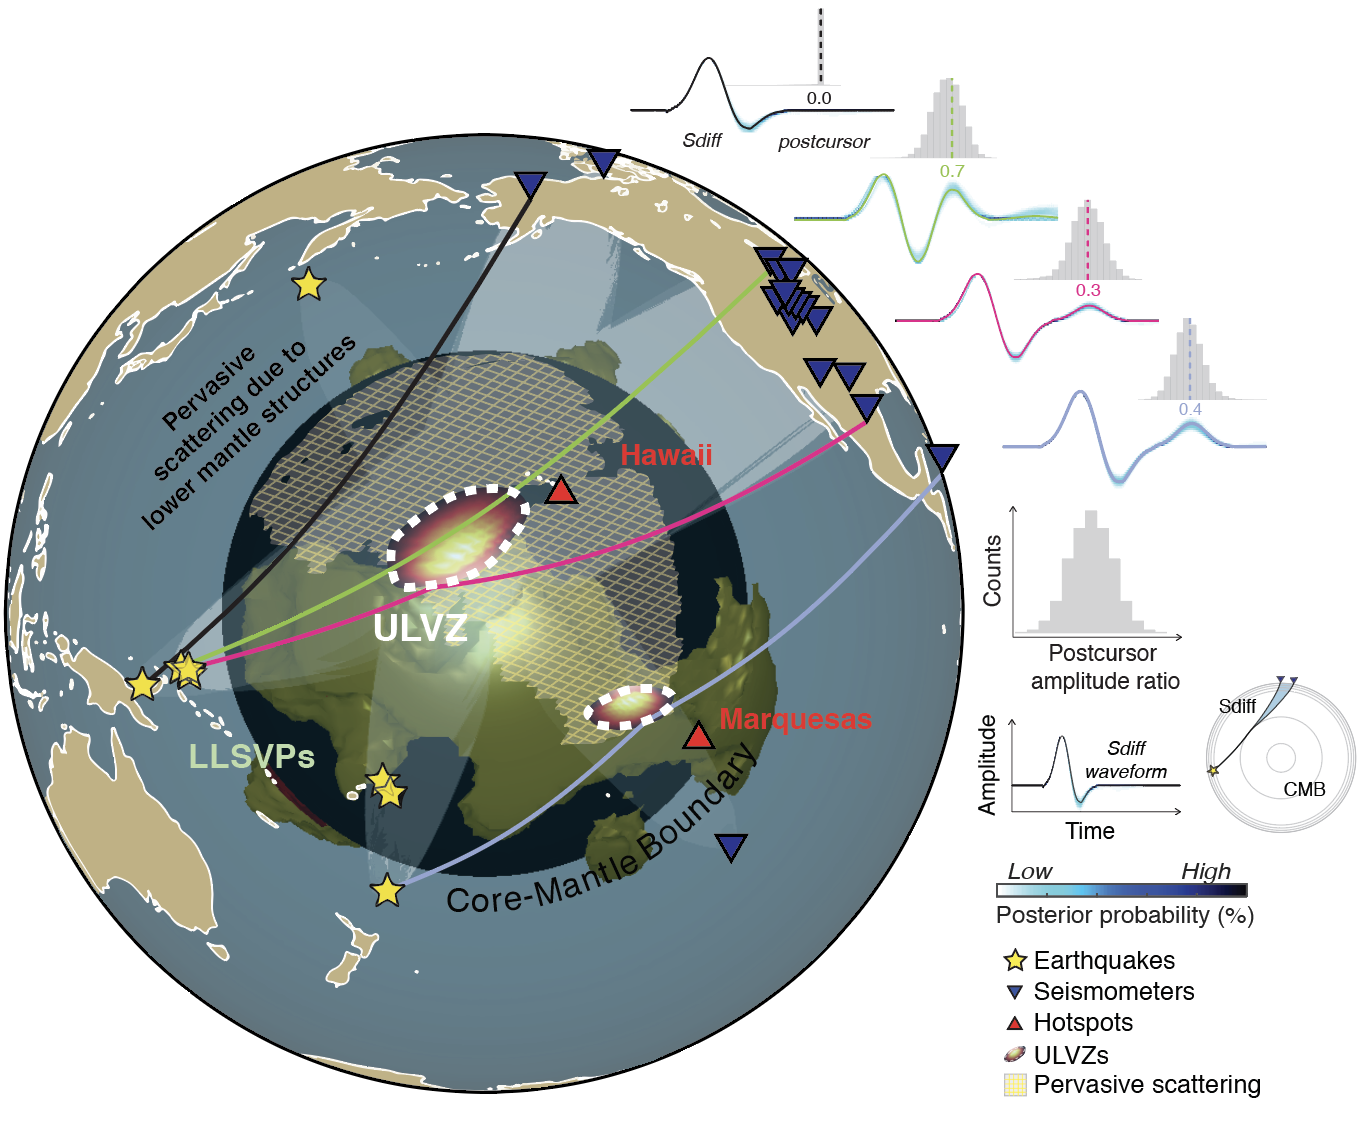 0.0
Sdiff
postcursor
0.7
0.3
0.4
Pervasive
scattering due to
lower mantle structures
Hawaii
ULVZ
Marquesas
LLSVPs
Core-Mantle Boundary
Counts
Postcursor
amplitude ratio
Amplitude
Sdiff
waveform
Time
Sdiff
CMB
Low
High
Posterior probability (%)
Earthquakes
Seismometers
Hotspots
ULVZs
Pervasive scattering